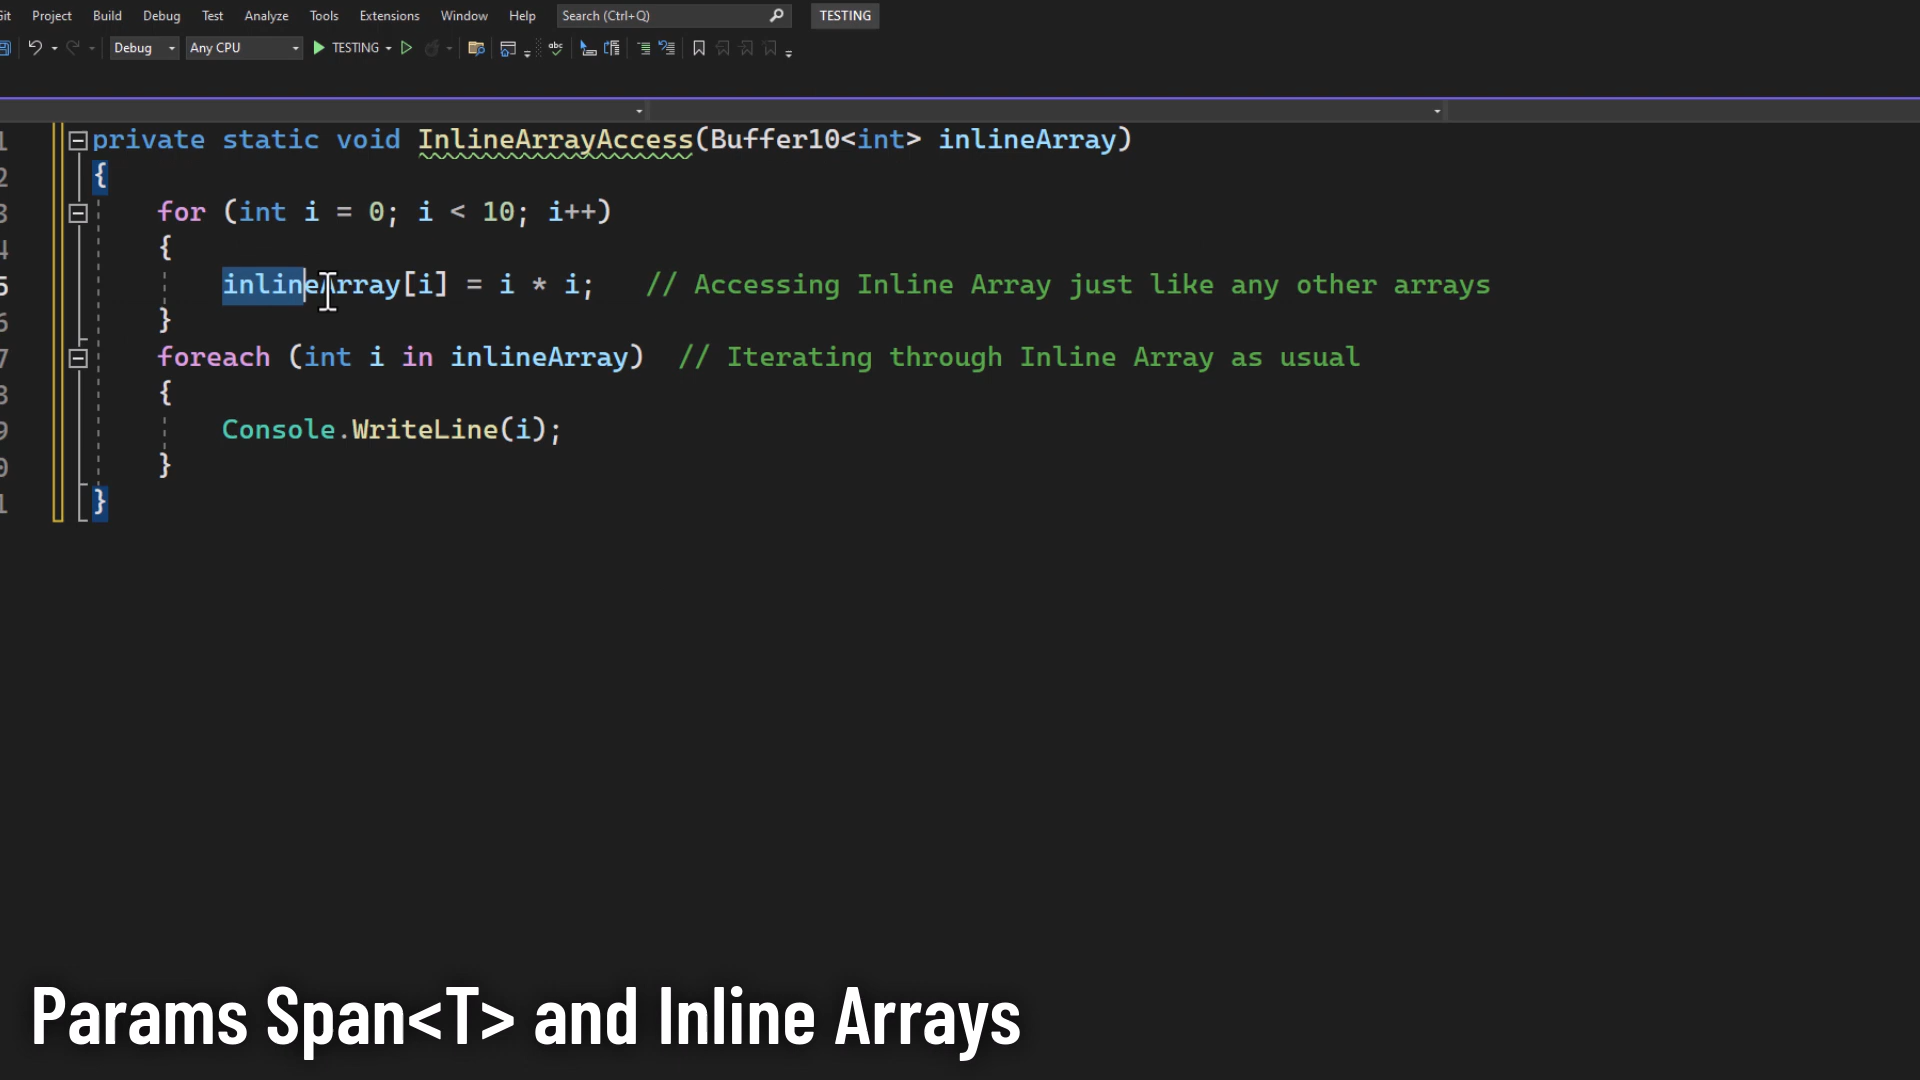 Git Project Build Debug Test Analyze Tools Extensions Window Help Search (Ctrl+Q) TESTING
Debug Any CPU TESTING
private static void InlineArrayAccess(Buffer10<int> inlineArray)
{
for (int i = 0; i < 10; i++)
{
inlineArray[i] = i * i; // Accessing Inline Array just like any other arrays
}
foreach (int i in inlineArray) // Iterating through Inline Array as usual
{
Console.WriteLine(i);
}
}
Params Span<T> and Inline Arrays